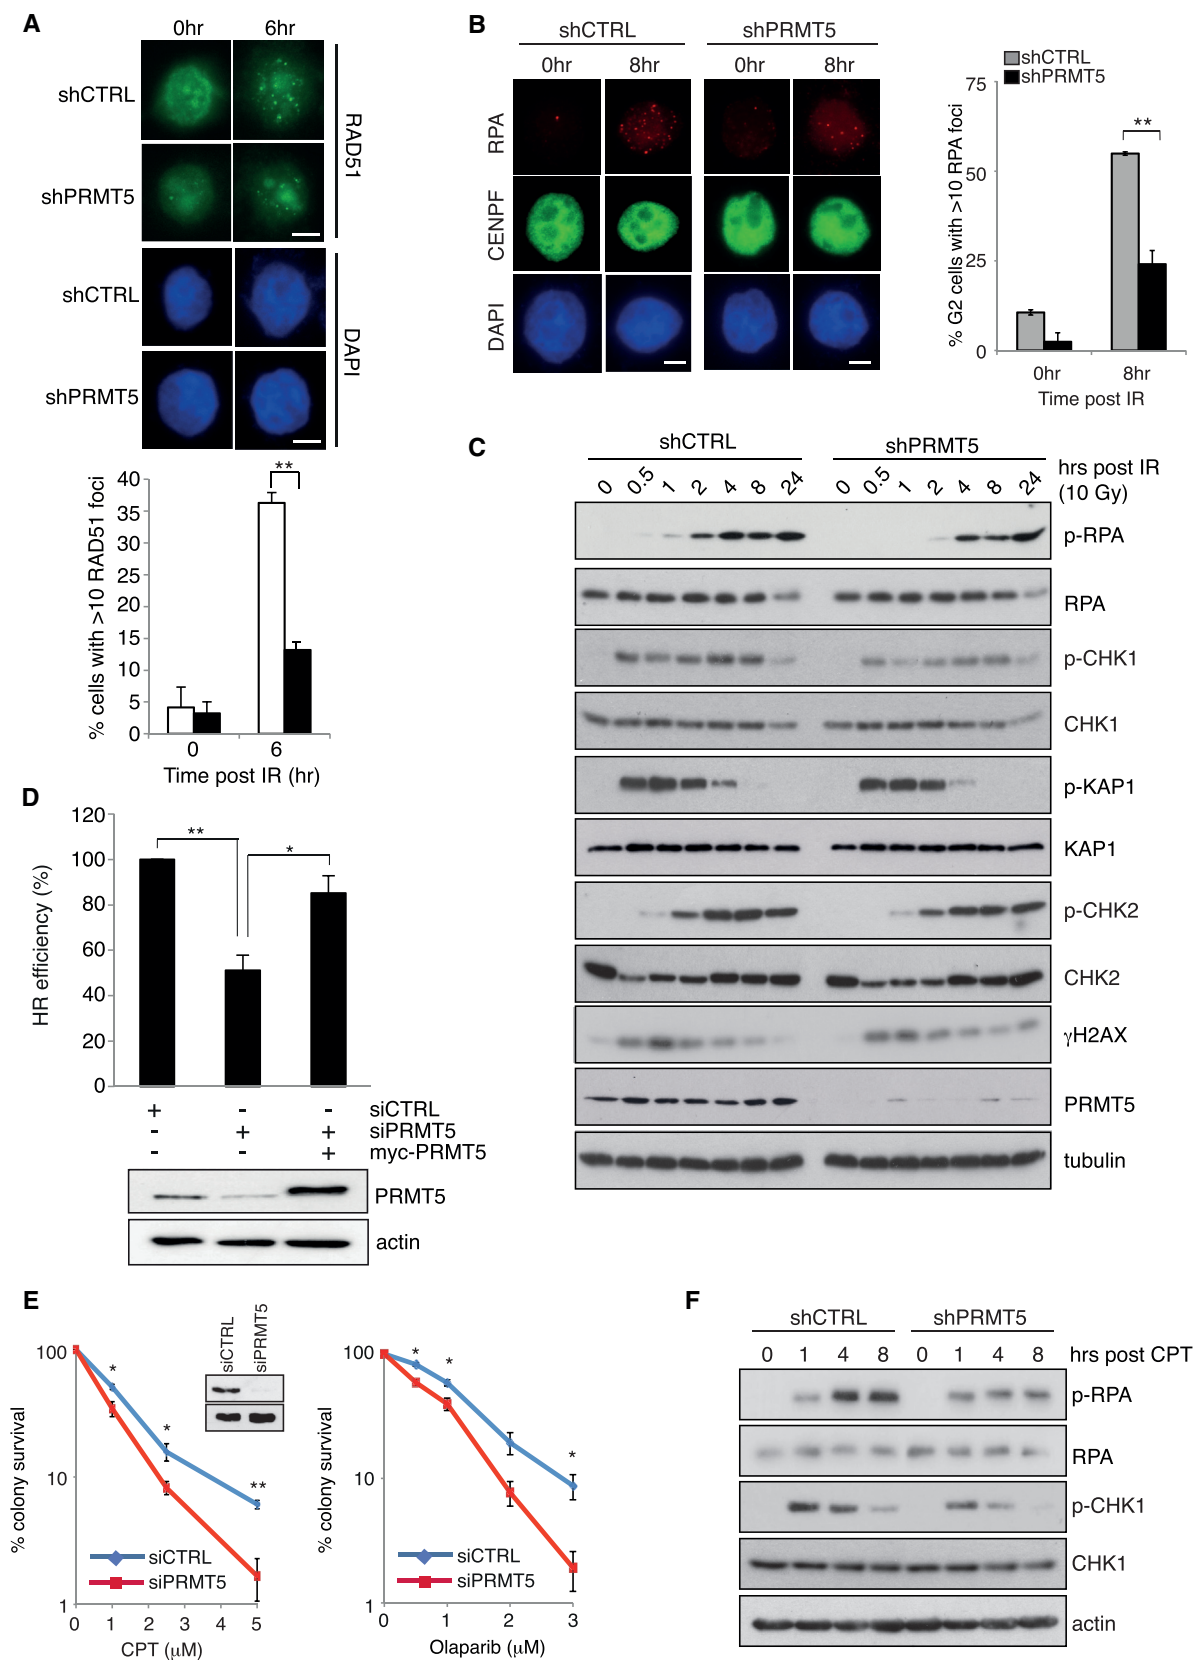 A
0hr 6hr
shCTRL
shPRMT5
RAD51
shCTRL
shPRMT5
DAPI
**
% cells with >10 RAD51 foci
40
35
30
25
20
15
10
5
0
0 6
Time post IR (hr)
B
shCTRL shPRMT5
0hr 8hr 0hr 8hr
RPA
CENPF
DAPI
shCTRL
shPRMT5
% G2 cells with >10 RPA foci
75
50
25
0
**
0hr 8hr
Time post IR
C
shCTRL shPRMT5
0 0.5 1 2 4 8 24 0 0.5 1 2 4 8 24
hrs post IR
(10 Gy)
p-RPA
RPA
p-CHK1
CHK1
p-KAP1
KAP1
p-CHK2
CHK2
γH2AX
PRMT5
tubulin
D
HR efficiency (%)
120
100
80
60
40
20
0
** *
+ - - siCTRL
- + + siPRMT5
- - + myc-PRMT5
PRMT5
actin
E
siCTRL
siPRMT5
% colony survival
100
10
1
* * **
siCTRL
siPRMT5
0 1 2 3 4 5
CPT (μM)
% colony survival
100
10
1
* * *
siCTRL
siPRMT5
0 1 2 3
Olaparib (μM)
F
shCTRL shPRMT5
0 1 4 8 0 1 4 8 hrs post CPT
p-RPA
RPA
p-CHK1
CHK1
actin